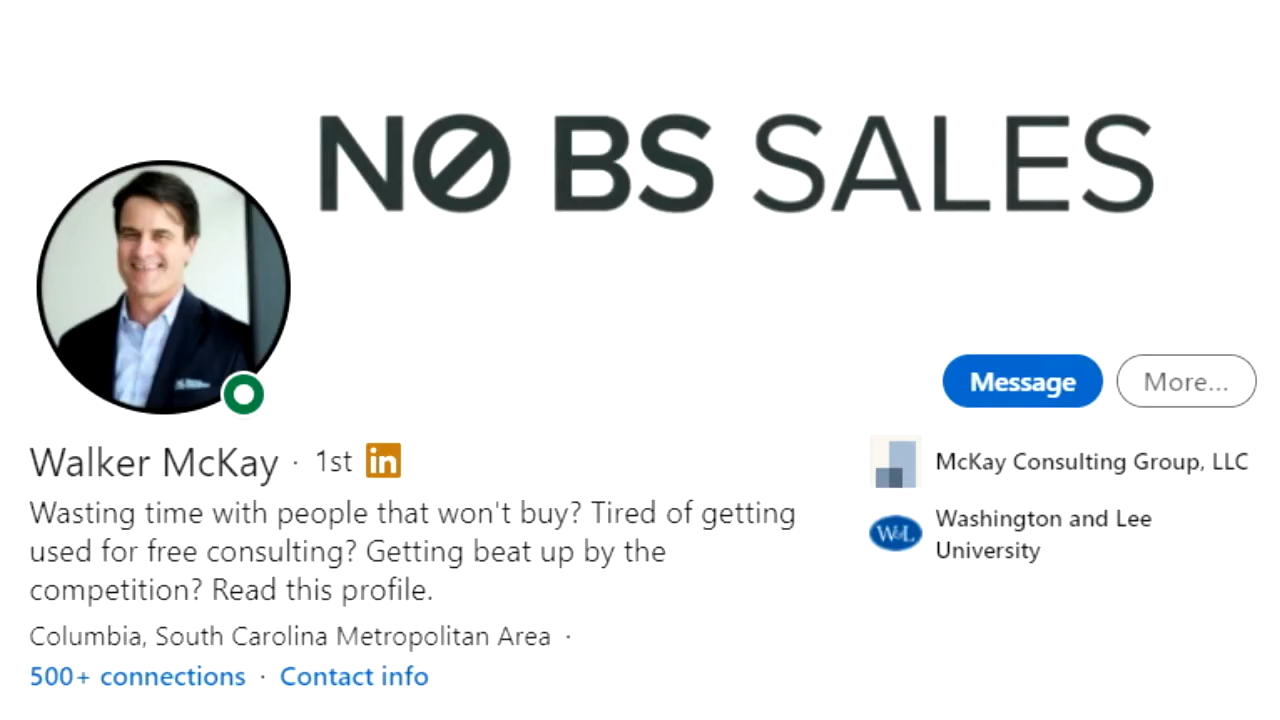 NO BS SALES
Message
More...
Walker McKay · 1st in
McKay Consulting Group, LLC
Wasting time with people that won't buy? Tired of getting
used for free consulting? Getting beat up by the
competition? Read this profile.
W&L
Washington and Lee
University
Columbia, South Carolina Metropolitan Area ·
500+ connections · Contact info